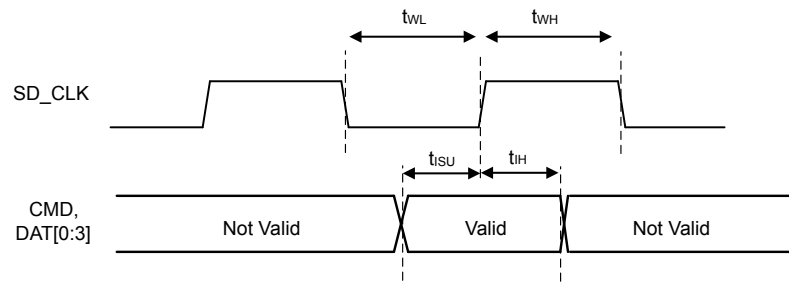 tWL
tWH
SD_CLK
tISU
tIH
CMD,
DAT[0:3]
Not Valid
Valid
Not Valid